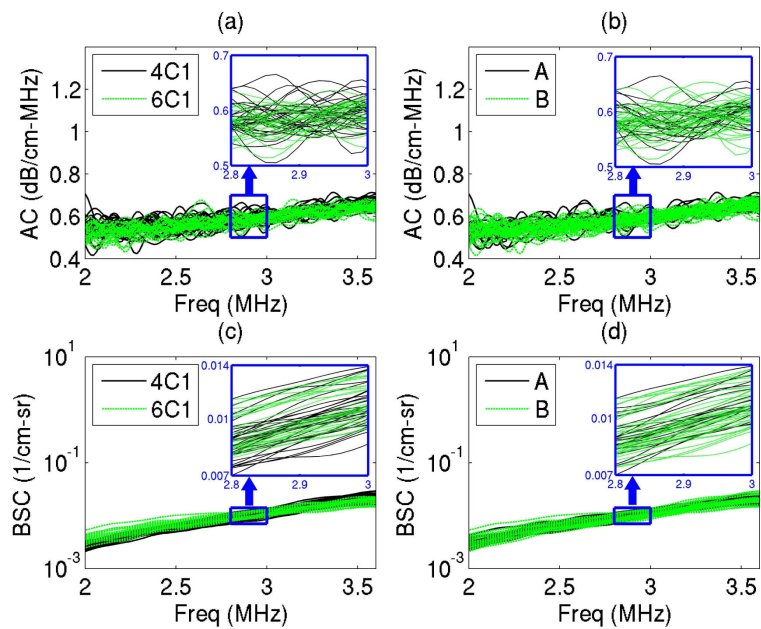 (a)
AC (dB/cm-MHz)
1.2
1
0.8
0.6
0.4
4C1
6C1
0.7
0.6
0.5
2.8
2.9
3
2
2.5
3
3.5
Freq (MHz)
(b)
AC (dB/cm-MHz)
1.2
1
0.8
0.6
0.4
A
B
0.7
0.6
0.5
2.8
2.9
3
2
2.5
3
3.5
Freq (MHz)
(c)
BSC (1/cm-sr)
10^1
10^-1
10^-3
4C1
6C1
0.014
0.01
0.007
2.8
2.9
3
2
2.5
3
3.5
Freq (MHz)
(d)
BSC (1/cm-sr)
10^1
10^-1
10^-3
A
B
0.014
0.01
0.007
2.8
2.9
3
2
2.5
3
3.5
Freq (MHz)